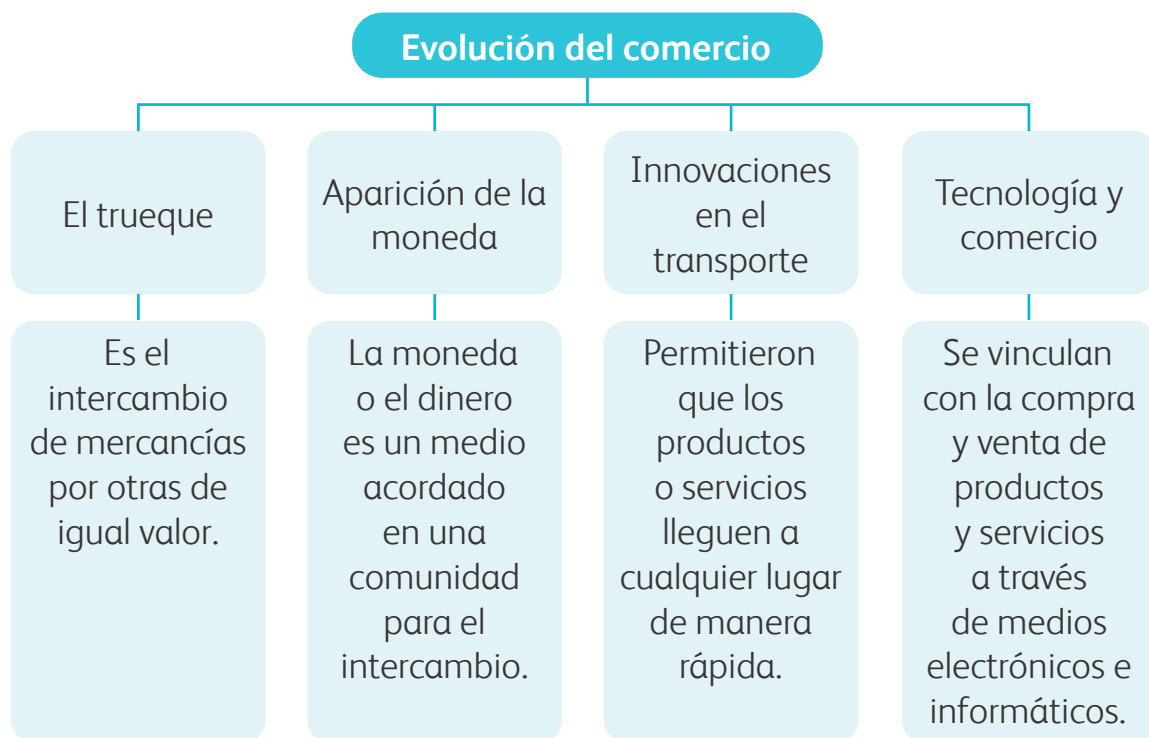 Evolución del comercio
El trueque
Aparición de la
moneda
Innovaciones
en el
transporte
Tecnología y
comercio
Es el
intercambio
de mercancías
por otras de
igual valor.
La moneda
o el dinero
es un medio
acordado
en una
comunidad
para el
intercambio.
Permitieron
que los
productos
o servicios
lleguen a
cualquier lugar
de manera
rápida.
Se vinculan
con la compra
y venta de
productos
y servicios
a través
de medios
electrónicos e
informáticos.